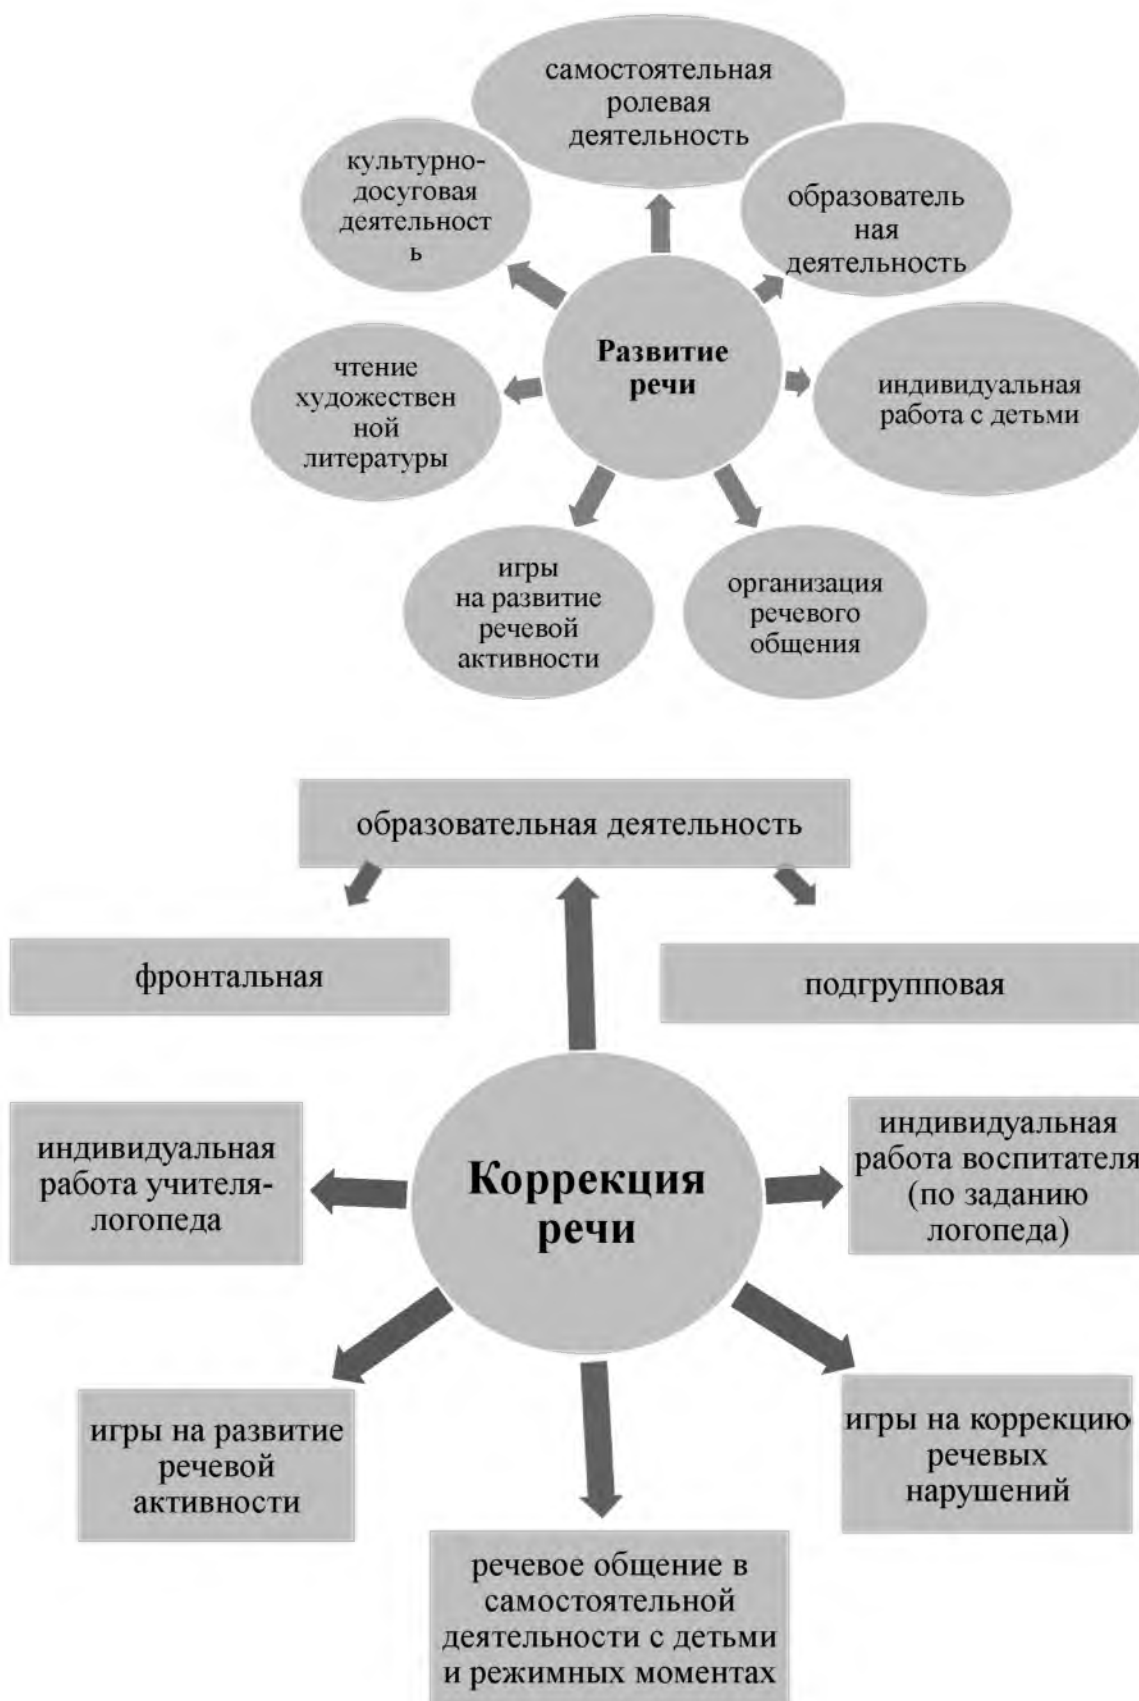 самостоятельная
ролевая
деятельность
культурно-
досуговая
деятельност
ь
образователь
ная
деятельность
Развитие
речи
чтение
художествен
ной
литературы
индивидуальная
работа с детьми
игры
на развитие
речевой
активности
организация
речевого
общения
образовательная деятельность
фронтальная
подгрупповая
индивидуальная
работа учителя-
логопеда
Коррекция
речи
индивидуальная
работа воспитателя
(по заданию
логопеда)
игры на развитие
речевой
активности
игры на коррекцию
речевых
нарушений
речевое общение в
самостоятельной
деятельности с детьми
и режимных моментах